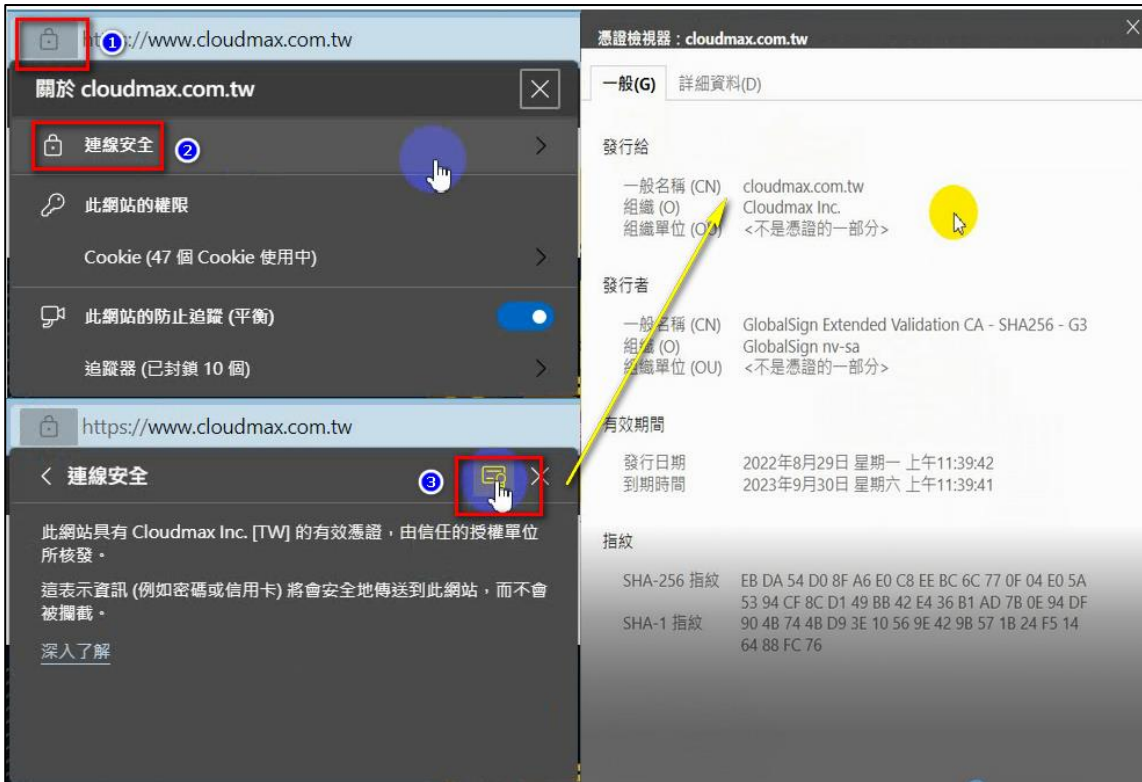 https://www.cloudmax.com.tw
1
關於 cloudmax.com.tw
連線安全
2
此網站的權限
Cookie (47 個 Cookie 使用中)
此網站的防止追蹤 (平衡)
追蹤器 (已封鎖 10 個)
https://www.cloudmax.com.tw
連線安全
3
此網站具有 Cloudmax Inc. [TW] 的有效憑證，由信任的授權單位
所核發。
這表示資訊 (例如密碼或信用卡) 將會安全地傳送到此網站，而不會
被攔截。
深入了解
憑證檢視器：cloudmax.com.tw
一般(G) 詳細資料(D)
發行給
一般名稱 (CN) cloudmax.com.tw
組織 (O) Cloudmax Inc.
組織單位 (OU) <不是憑證的一部分>
發行者
一般名稱 (CN) GlobalSign Extended Validation CA - SHA256 - G3
組織 (O) GlobalSign nv-sa
組織單位 (OU) <不是憑證的一部分>
有效期間
發行日期 2022年8月29日 星期一 上午11:39:42
到期時間 2023年9月30日 星期六 上午11:39:41
指紋
SHA-256 指紋 EB DA 54 D0 8F A6 E0 C8 EE BC 6C 77 0F 04 E0 5A
53 94 CF 8C D1 49 BB 42 E4 36 B1 AD 7B 0E 94 DF
SHA-1 指紋 90 4B 74 4B D9 3E 10 56 9E 42 9B 57 1B 24 F5 14
64 88 FC 76